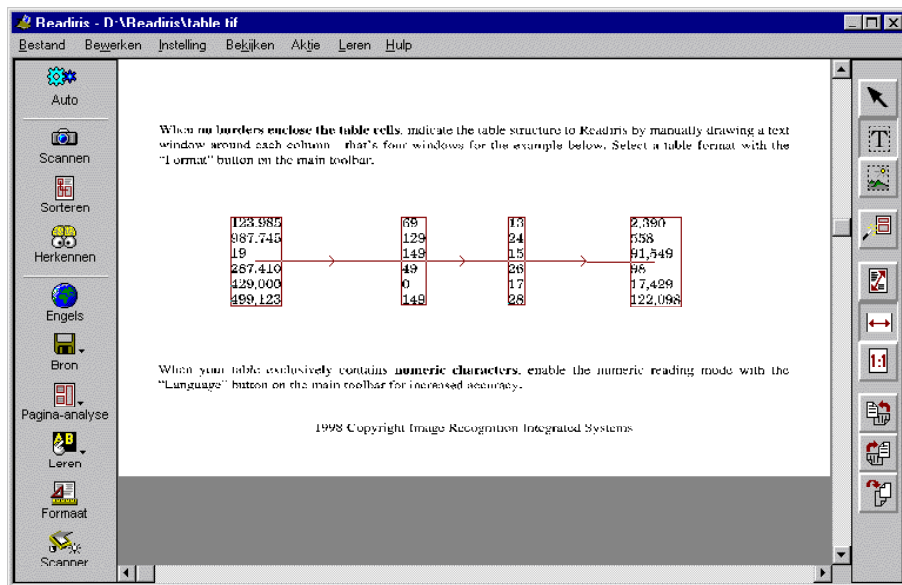 Readiris - D:\Readiris\table.tif
Bestand Bewerken Instelling Bekijken Aktie Leren Hulp
Auto
Scannen
Sorteren
Herkennen
Engels
Bron
Pagina-analyse
Leren
Formaat
Scanner
When no borders enclose the table cells, indicate the table structure to Readiris by manually drawing a text
window around each column - that's four windows for the example below. Select a table format with the
"Format" button on the main toolbar.
123.985 69 13 2,390
987.745 129 24 558
19 149 15 91,549
287.410 49 26 98
429,000 0 17 17,429
499,123 149 28 122,098
When your table exclusively contains numeric characters, enable the numeric reading mode with the
"Language" button on the main toolbar for increased accuracy.
1998 Copyright Image Recognition Integrated Systems
T
1:1